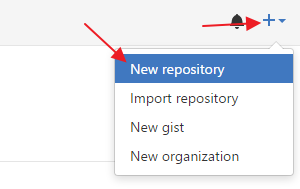 New repository
Import repository
New gist
New organization